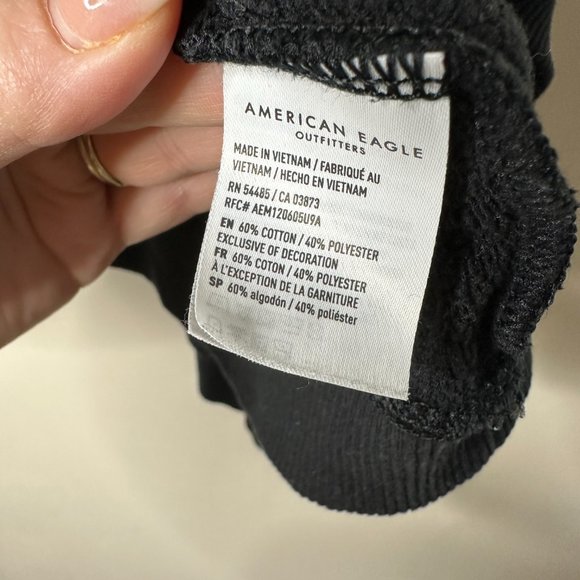 AMERICAN EAGLE
OUTFITTERS
MADE IN VIETNAM / FABRIQUÉ AU
VIETNAM / HECHO EN VIETNAM
RN 54485 / CA 03873
RFC# AEM120605U9A
EN 60% COTTON / 40% POLYESTER
EXCLUSIVE OF DECORATION
FR 60% COTON / 40% POLYESTER
À L'EXCEPTION DE LA GARNITURE
SP 60% algodón / 40% poliéster